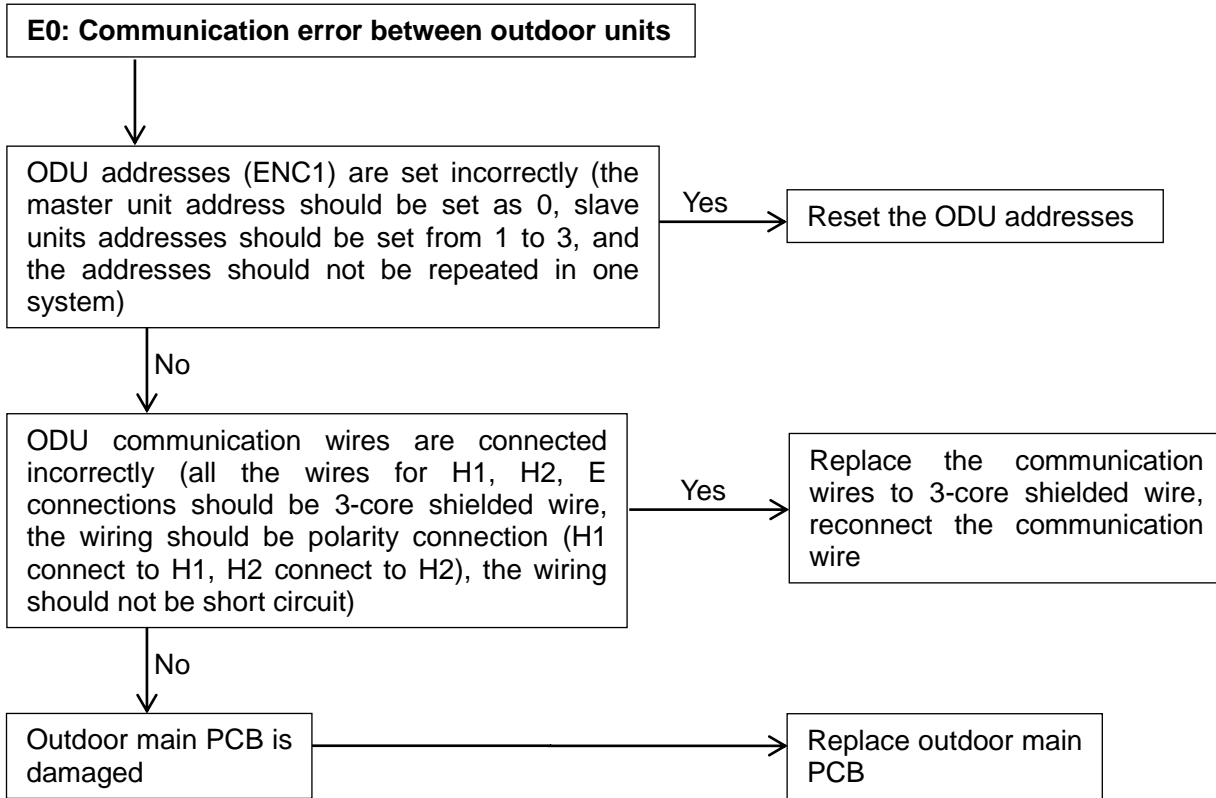 E0: Communication error between outdoor units
ODU addresses (ENC1) are set incorrectly (the
master unit address should be set as 0, slave
units addresses should be set from 1 to 3, and
the addresses should not be repeated in one
system)
Yes
Reset the ODU addresses
No
ODU communication wires are connected
incorrectly (all the wires for H1, H2, E
connections should be 3-core shielded wire,
the wiring should be polarity connection (H1
connect to H1, H2 connect to H2), the wiring
should not be short circuit)
Yes
Replace the communication
wires to 3-core shielded wire,
reconnect the communication
wire
No
Outdoor main PCB is
damaged
Replace outdoor main
PCB